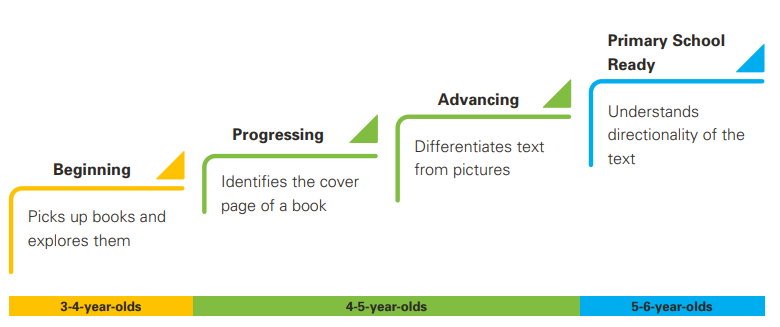 Beginning
Picks up books and
explores them
Progressing
Identifies the cover
page of a book
Advancing
Differentiates text
from pictures
Primary School
Ready
Understands
directionality of the
text
3-4-year-olds
4-5-year-olds
5-6-year-olds